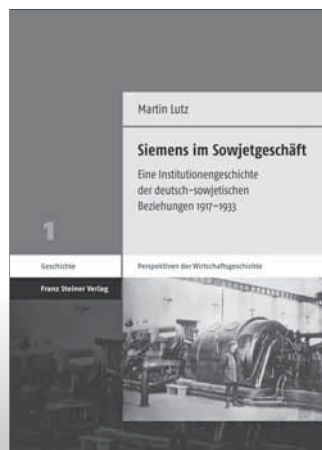 Martin Lutz
Siemens im Sowjetgeschäft
Eine Institutionengeschichte
der deutsch-sowjetischen
Beziehungen 1917–1933
1
Geschichte
Perspektiven der Wirtschaftsgeschichte
Franz Steiner Verlag